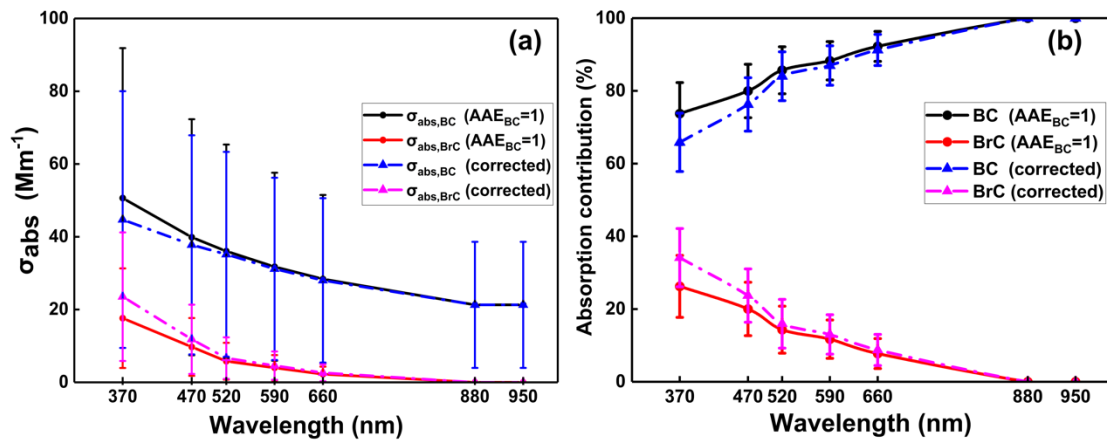 (a)
100
80
60
40
20
0
σabs (Mm-1)
σabs,BC (AAEBC=1)
σabs,BrC (AAEBC=1)
σabs,BC (corrected)
σabs,BrC (corrected)
370 470 520 590 660 880 950
Wavelength (nm)
(b)
100
80
60
40
20
0
Absorption contribution (%)
BC (AAEBC=1)
BrC (AAEBC=1)
BC (corrected)
BrC (corrected)
370 470 520 590 660 880 950
Wavelength (nm)